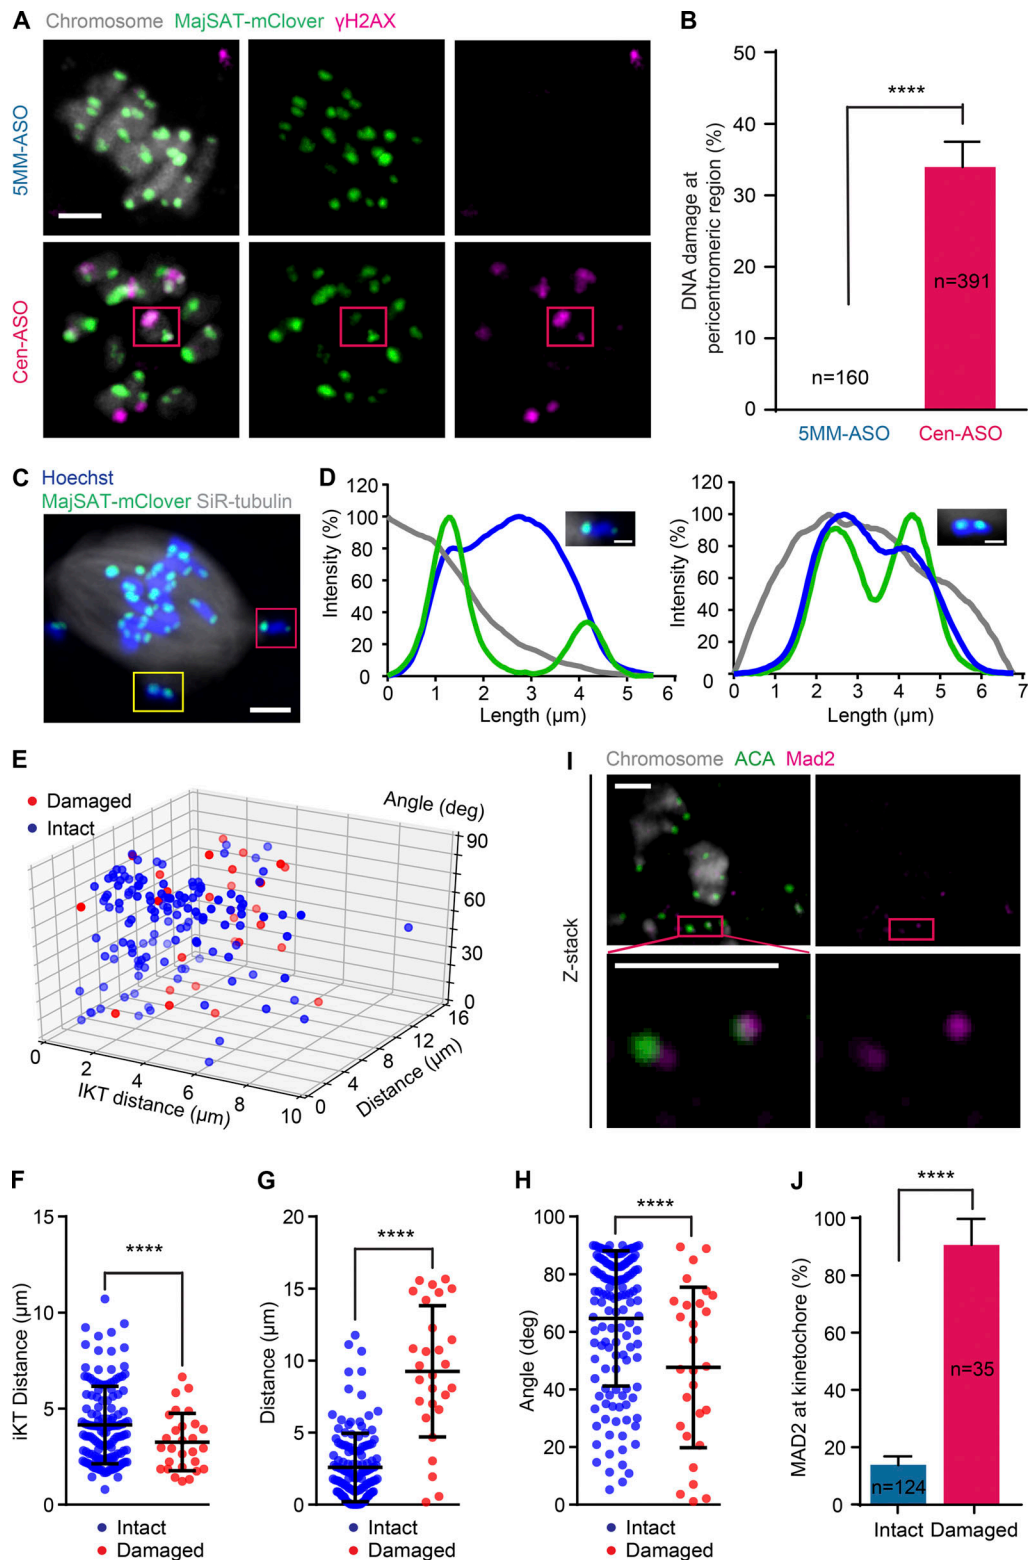 A Chromosome MajSAT-mClover γH2AX
5MM-ASO
Cen-ASO
B
DNA damage at
pericentromeric region (%)
50
40
30
20
10
0
****
n=160
n=391
5MM-ASO Cen-ASO
C Hoechst
MajSAT-mClover SiR-tubulin
D
Intensity (%)
120
100
80
60
40
20
0
0 1 2 3 4 5 6
Length (μm)
Intensity (%)
120
100
80
60
40
20
0
0 1 2 3 4 5 6 7
Length (μm)
E
Damaged
Intact
Angle (deg)
90
60
30
0
16
12
8
4
0
Distance (μm)
0 2 4 6 8 10
IKT distance (μm)
I Chromosome ACA Mad2
Z-stack
F
iKT Distance (μm)
15
10
5
0
****
Intact
Damaged
G
Distance (μm)
20
15
10
5
0
****
Intact
Damaged
H
Angle (deg)
100
80
60
40
20
0
****
Intact
Damaged
J
MAD2 at kinetochore (%)
100
80
60
40
20
0
****
n=124
n=35
Intact Damaged